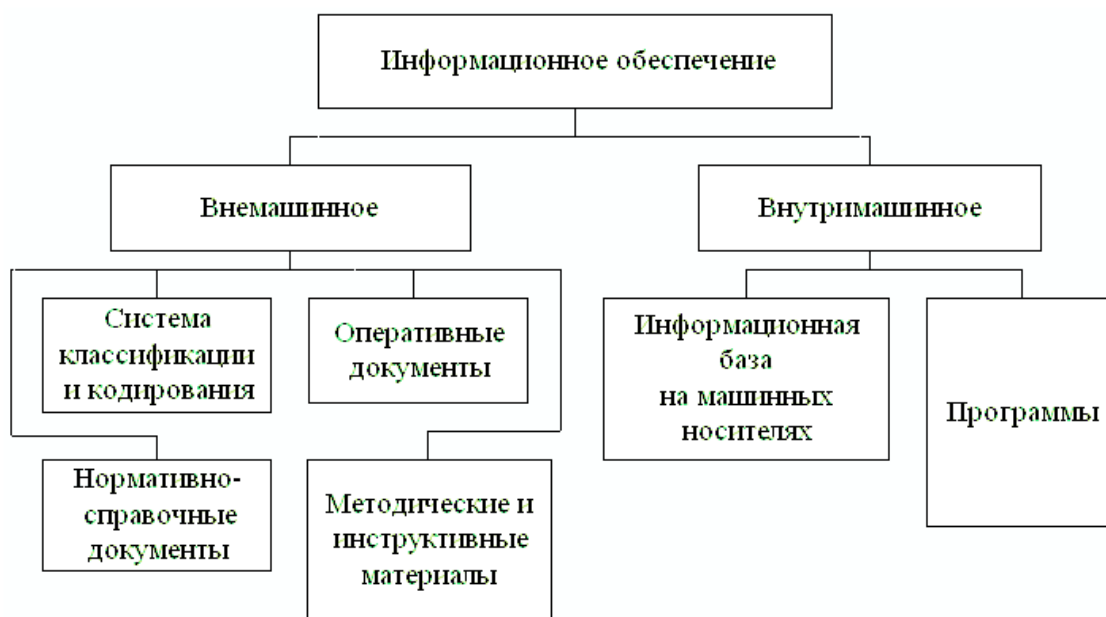 Информационное обеспечение
Внемашинное
Внутримашинное
Система
классификации
и кодирования
Оперативные
документы
Информационная
база
на машинных
носителях
Программы
Нормативно-
справочные
документы
Методические и
инструктивные
материалы